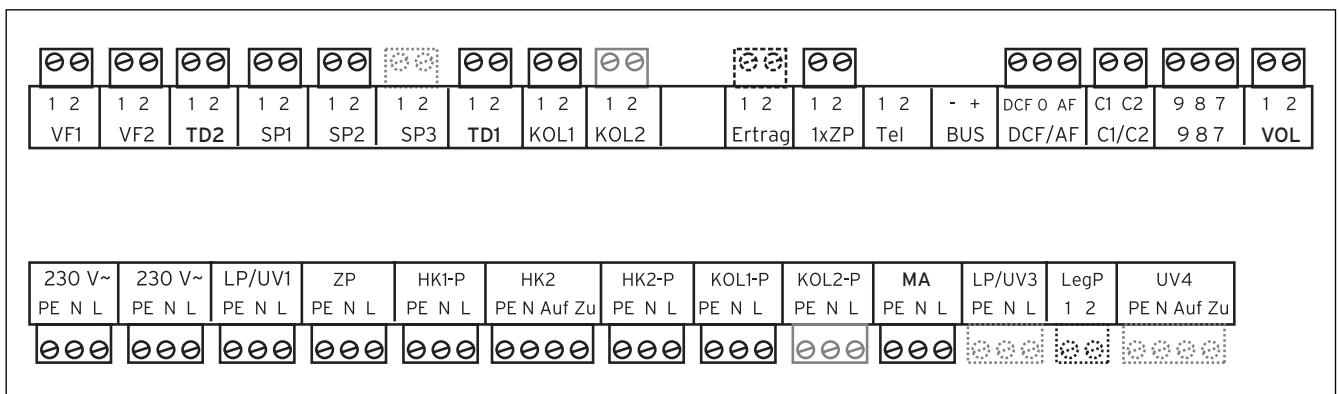 1 2 1 2 1 2 1 2 1 2 1 2 1 2 1 2 1 2 1 2 1 2 1 2 - + DCF O AF C1 C2 9 8 7 1 2
VF1 VF2 TD2 SP1 SP2 SP3 TD1 KOL1 KOL2 Ertrag 1xZP Tel BUS DCF/AF C1/C2 9 8 7 VOL
230 V~ 230 V~ LP/UV1 ZP HK1-P HK2 HK2-P KOL1-P KOL2-P MA LP/UV3 LegP UV4
PE N L PE N L PE N L PE N L PE N L PE N Auf Zu PE N L PE N L PE N L PE N L PE N L 1 2 PE N Auf Zu